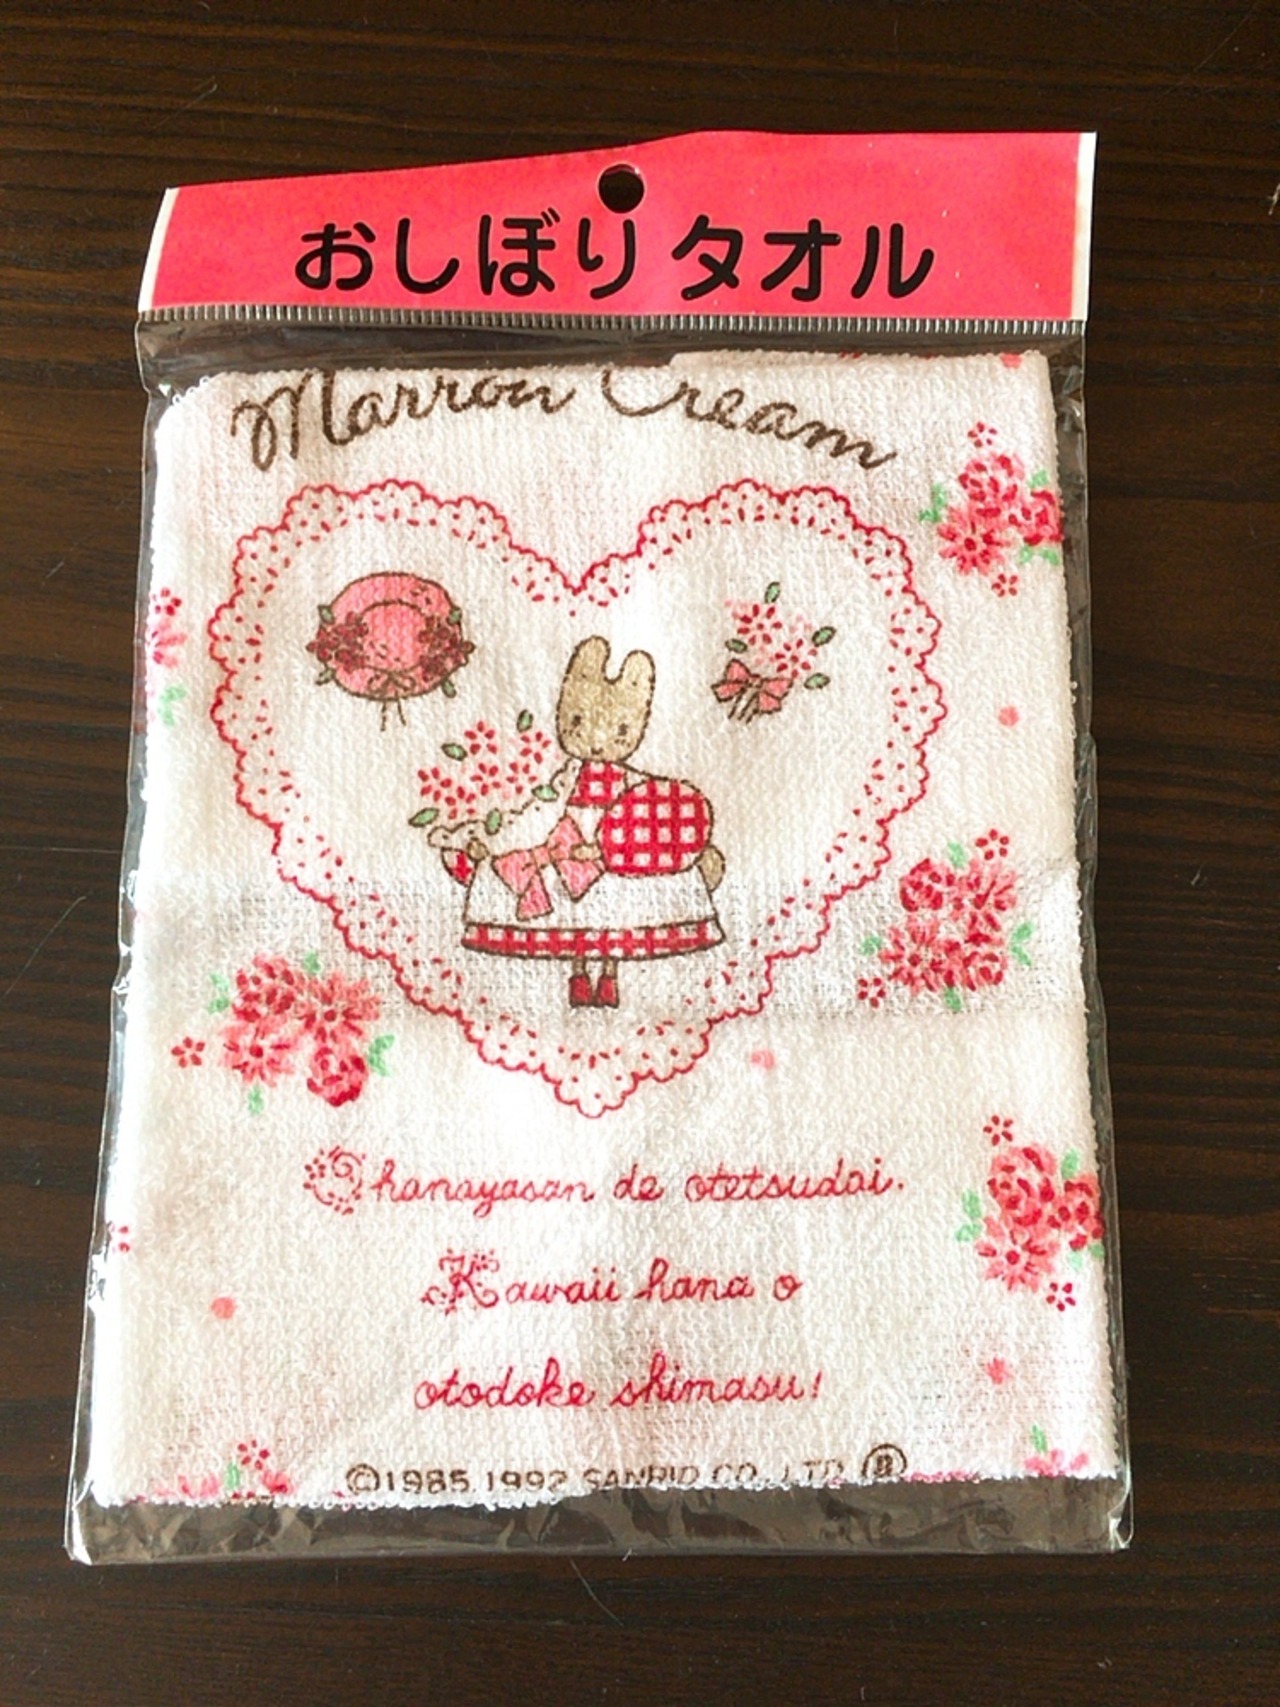 おしぼりタオル
Marron Cream
Ohanayasan de otetsudai.
Kawaii hana o
otodoke shimasu!
©1985,1992 SANRIO CO., LTD. ®